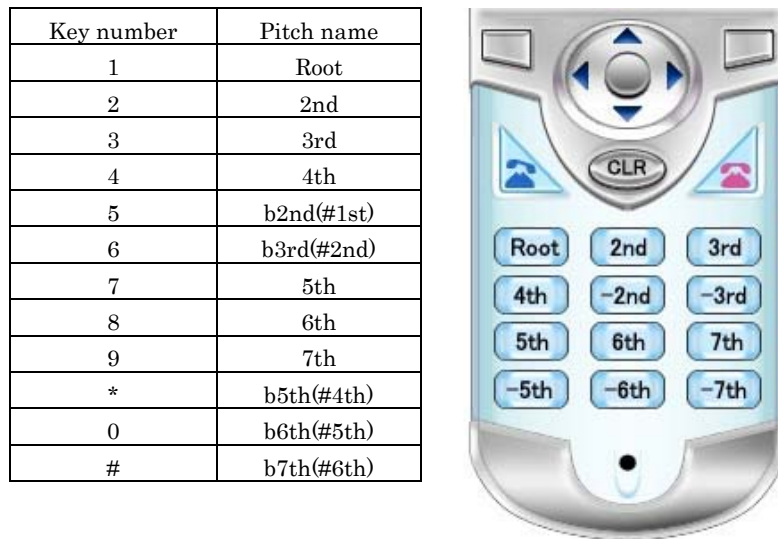 Key number Pitch name
1 Root
2 2nd
3 3rd
4 4th
5 b2nd(#1st)
6 b3rd(#2nd)
7 5th
8 6th
9 7th
* b5th(#4th)
0 b6th(#5th)
# b7th(#6th)
CLR
Root 2nd 3rd
4th -2nd -3rd
5th 6th 7th
-5th -6th -7th